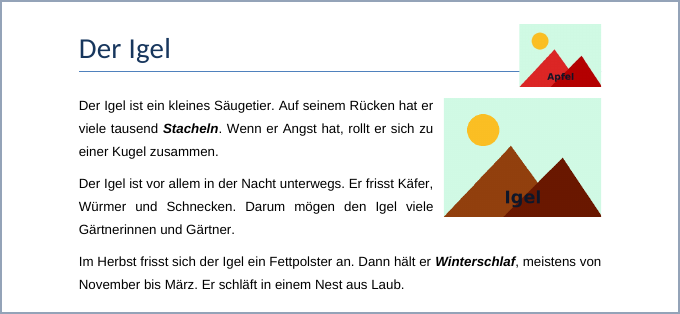 Der Igel
Apfel
Der Igel ist ein kleines Säugetier. Auf seinem Rücken hat er
viele tausend Stacheln. Wenn er Angst hat, rollt er sich zu
einer Kugel zusammen.
Igel
Der Igel ist vor allem in der Nacht unterwegs. Er frisst Käfer,
Würmer und Schnecken. Darum mögen den Igel viele
Gärtnerinnen und Gärtner.
Im Herbst frisst sich der Igel ein Fettpolster an. Dann hält er Winterschlaf, meistens von
November bis März. Er schläft in einem Nest aus Laub.